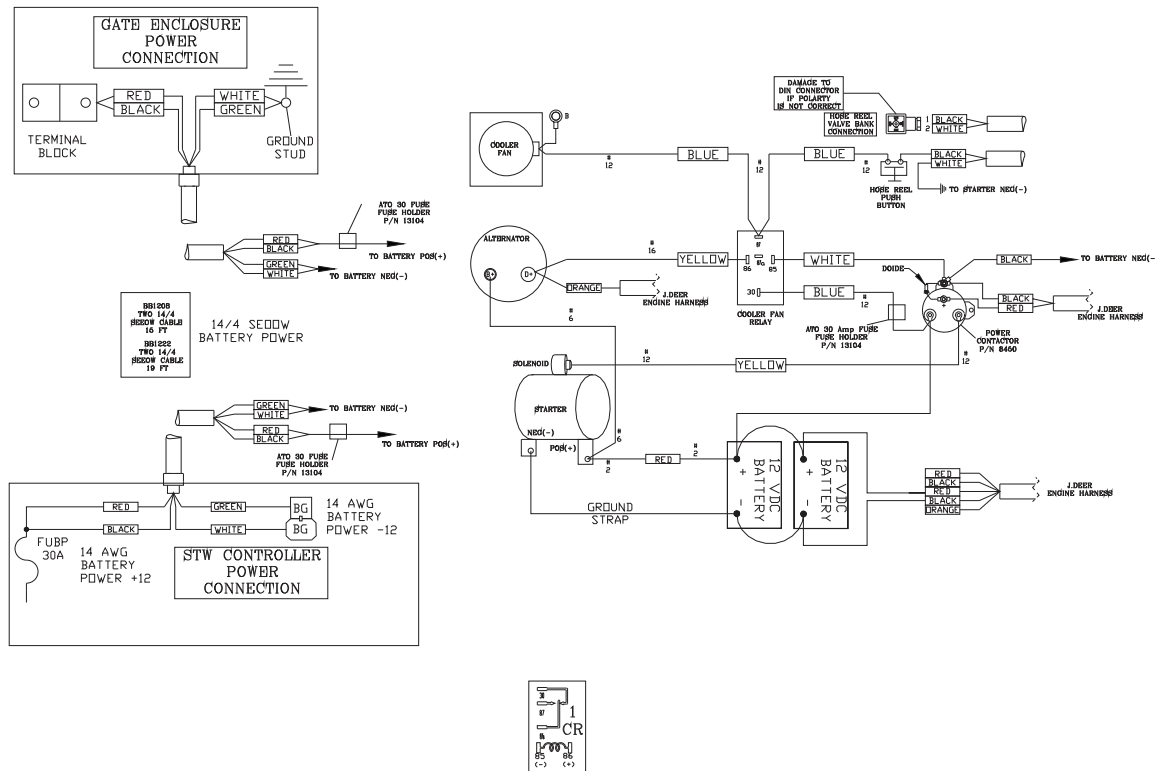 GATE ENCLOSURE
POWER
CONNECTION
RED
BLACK
WHITE
GREEN
TERMINAL
BLOCK
GROUND
STUD
ATO 30 FUSE
FUSE HOLDER
P/N 13104
RED
BLACK
TO BATTERY POS(+)
GREEN
WHITE
TO BATTERY NEG(-)
BB1208
TWO 14/4
SEEOW CABLE
15 FT
BB1222
TWO 14/4
SEEOW CABLE
19 FT
14/4 SEOOW
BATTERY POWER
GREEN
WHITE
TO BATTERY NEG(-)
RED
BLACK
TO BATTERY POS(+)
ATO 30 FUSE
FUSE HOLDER
P/N 13104
RED
GREEN
BG
14 AWG
BATTERY
POWER -12
BLACK
WHITE
BG
FUBP
30A
14 AWG
BATTERY
POWER +12
STW CONTROLLER
POWER
CONNECTION
COOLER
FAN
B
#
12
BLUE
#
12
BLUE
#
12
DAMAGE TO
DIN CONNECTOR
IF POLARTY
IS NOT CORRECT
HOSE REEL
VALVE BANK
CONNECTION
1
2
BLACK
WHITE
BLACK
WHITE
TO STARTER NEG(-)
HOSE REEL
PUSH
BUTTON
ALTERNATOR
B+
D+
#
16
YELLOW
ORANGE
J.DEER
ENGINE HARNESS
#
6
87
86
85
30
COOLER FAN
RELAY
WHITE
BLUE
#
12
DOIDE
BLACK
TO BATTERY NEG(-
+
BLACK
RED
J.DEER
ENGINE HARNESS
ATO 30 Amp FUSE
FUSE HOLDER
P/N 13104
POWER
CONTACTOR
P/N 8460
#
12
SOLENOID
#
12
YELLOW
STARTER
NEG(-)
POS(+)
#
6
#
2
RED
#
2
GROUND
STRAP
12 VDC
BATTERY
+
-
12 VDC
BATTERY
+
-
RED
BLACK
RED
BLACK
ORANGE
J.DEER
ENGINE HARNESS
30
87
1
CR
85
86
(-)
(+)